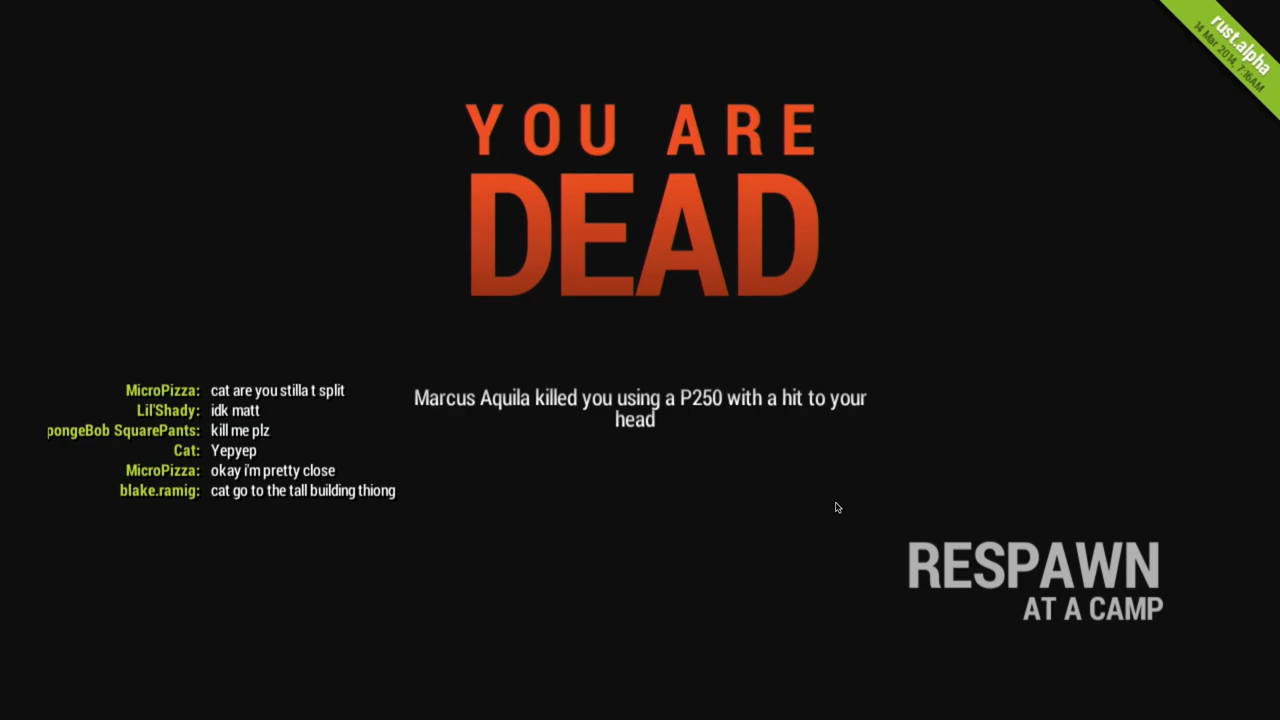 rust.alpha
14 Mar 2014, 7:16AM
YOU ARE
DEAD
MicroPizza: cat are you stilla t split
Lil'Shady: idk matt
pongeBob SquarePants: kill me plz
Cat: Yepyep
MicroPizza: okay i'm pretty close
blake.ramig: cat go to the tall building thiong
Marcus Aquila killed you using a P250 with a hit to your
head
RESPAWN
AT A CAMP